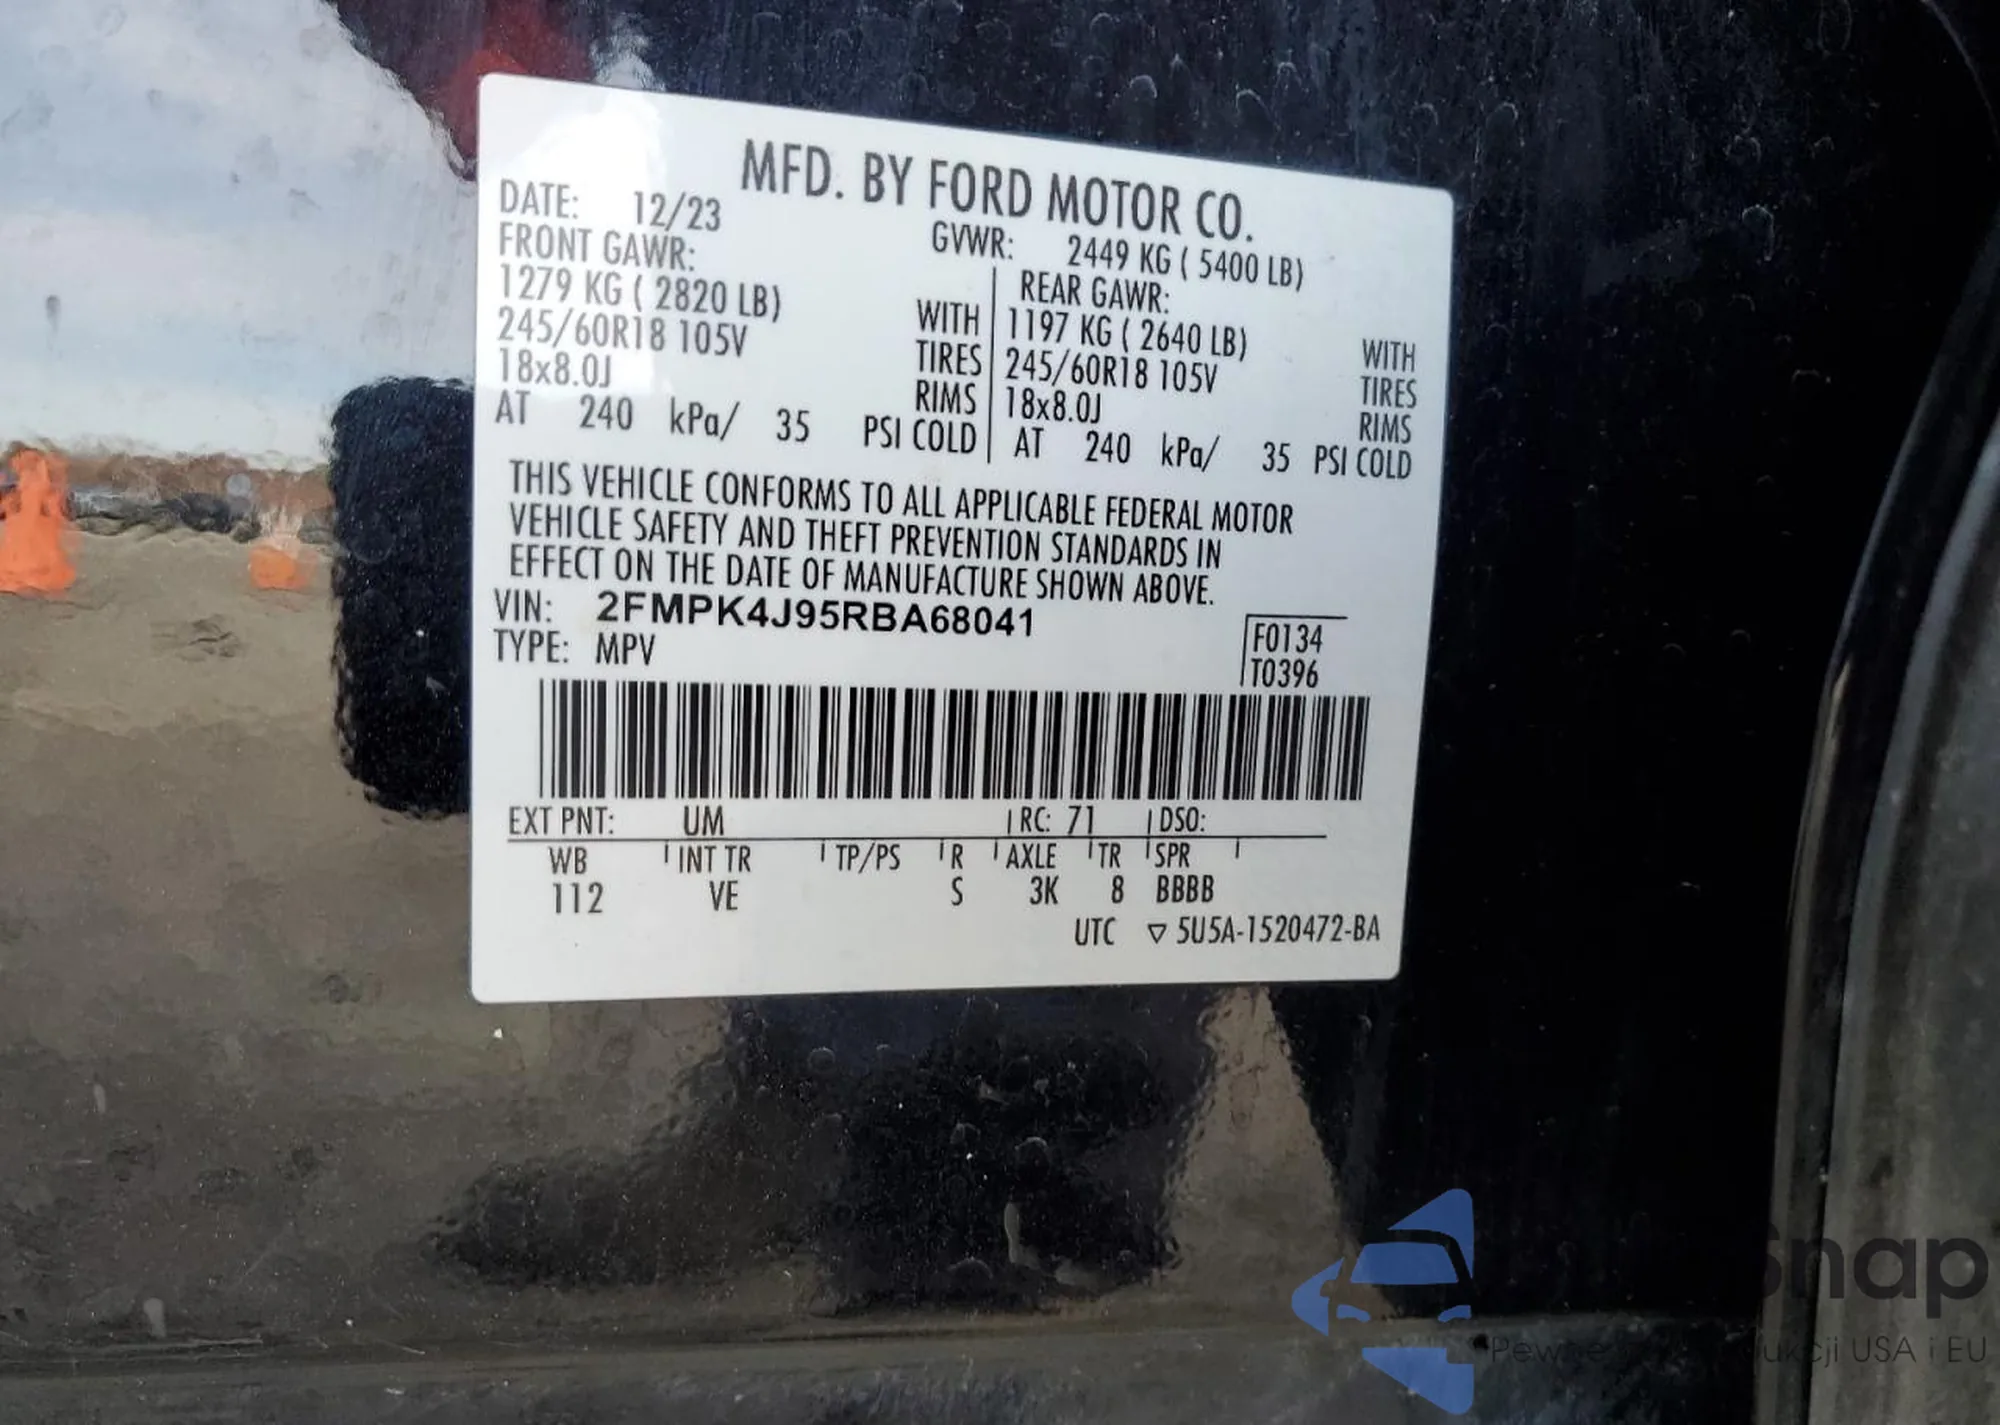 MFD. BY FORD MOTOR CO.
DATE: 12/23
GVWR: 2449 KG ( 5400 LB)
FRONT GAWR:
REAR GAWR:
1279 KG ( 2820 LB) WITH
1197 KG ( 2640 LB) WITH
245/60R18 105V TIRES
245/60R18 105V TIRES
18x8.0J RIMS
18x8.0J RIMS
AT 240 kPa/ 35 PSI COLD
AT 240 kPa/ 35 PSI COLD
THIS VEHICLE CONFORMS TO ALL APPLICABLE FEDERAL MOTOR
VEHICLE SAFETY AND THEFT PREVENTION STANDARDS IN
EFFECT ON THE DATE OF MANUFACTURE SHOWN ABOVE.
VIN: 2FMPK4J95RBA68041
TYPE: MPV
F0134
T0396
EXT PNT: UM RC: 71 DSO:
WB INT TR TP/PS R AXLE TR SPR
112 VE S 3K 8 BBBB
UTC ▽ 5U5A-1520472-BA
USA i EU